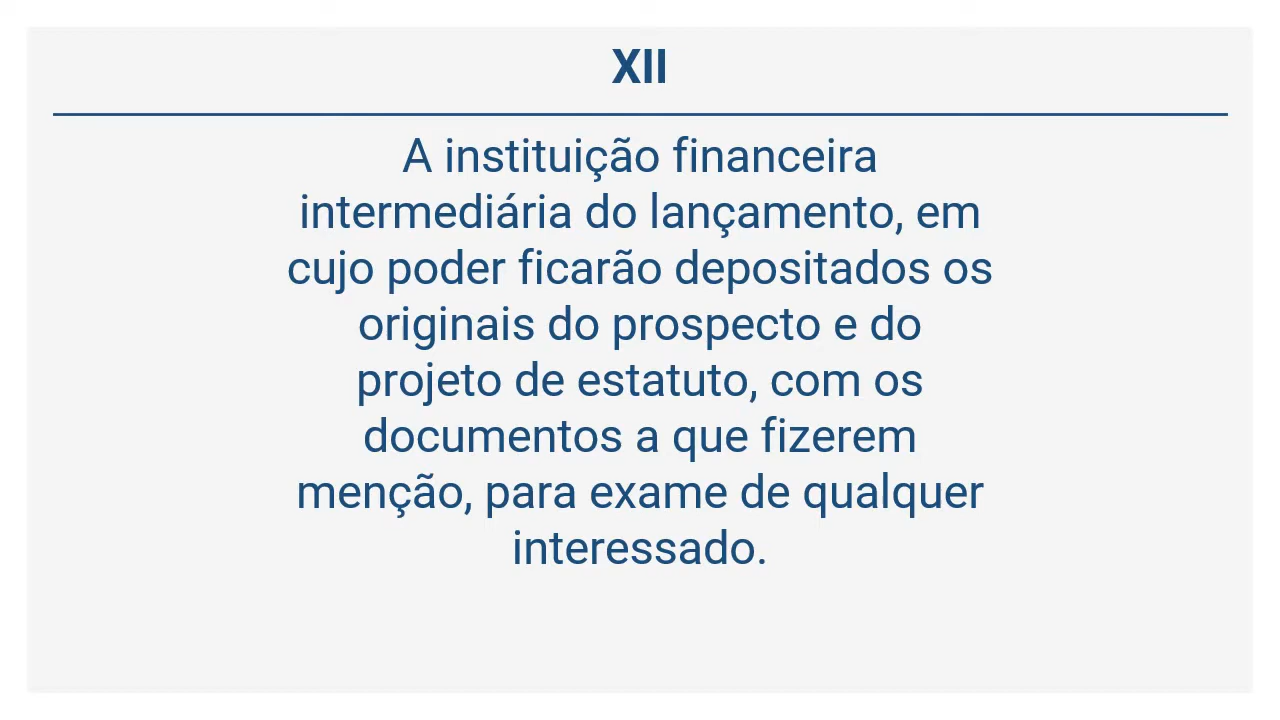 XII
A instituição financeira
intermediária do lançamento, em
cujo poder ficarão depositados os
originais do prospecto e do
projeto de estatuto, com os
documentos a que fizerem
menção, para exame de qualquer
interessado.